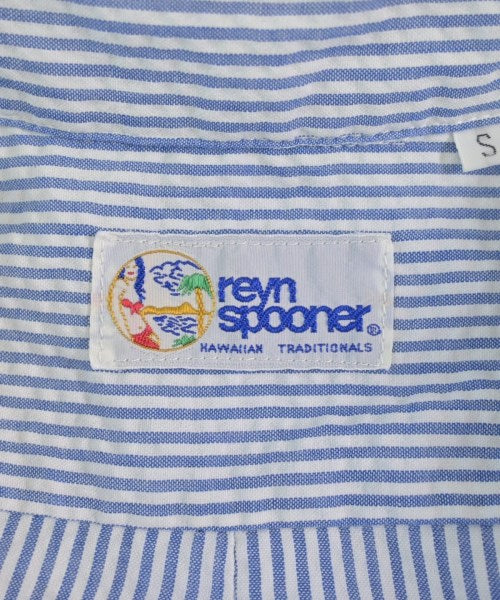 S
reyn
spooner®
HAWAIIAN TRADITIONALS